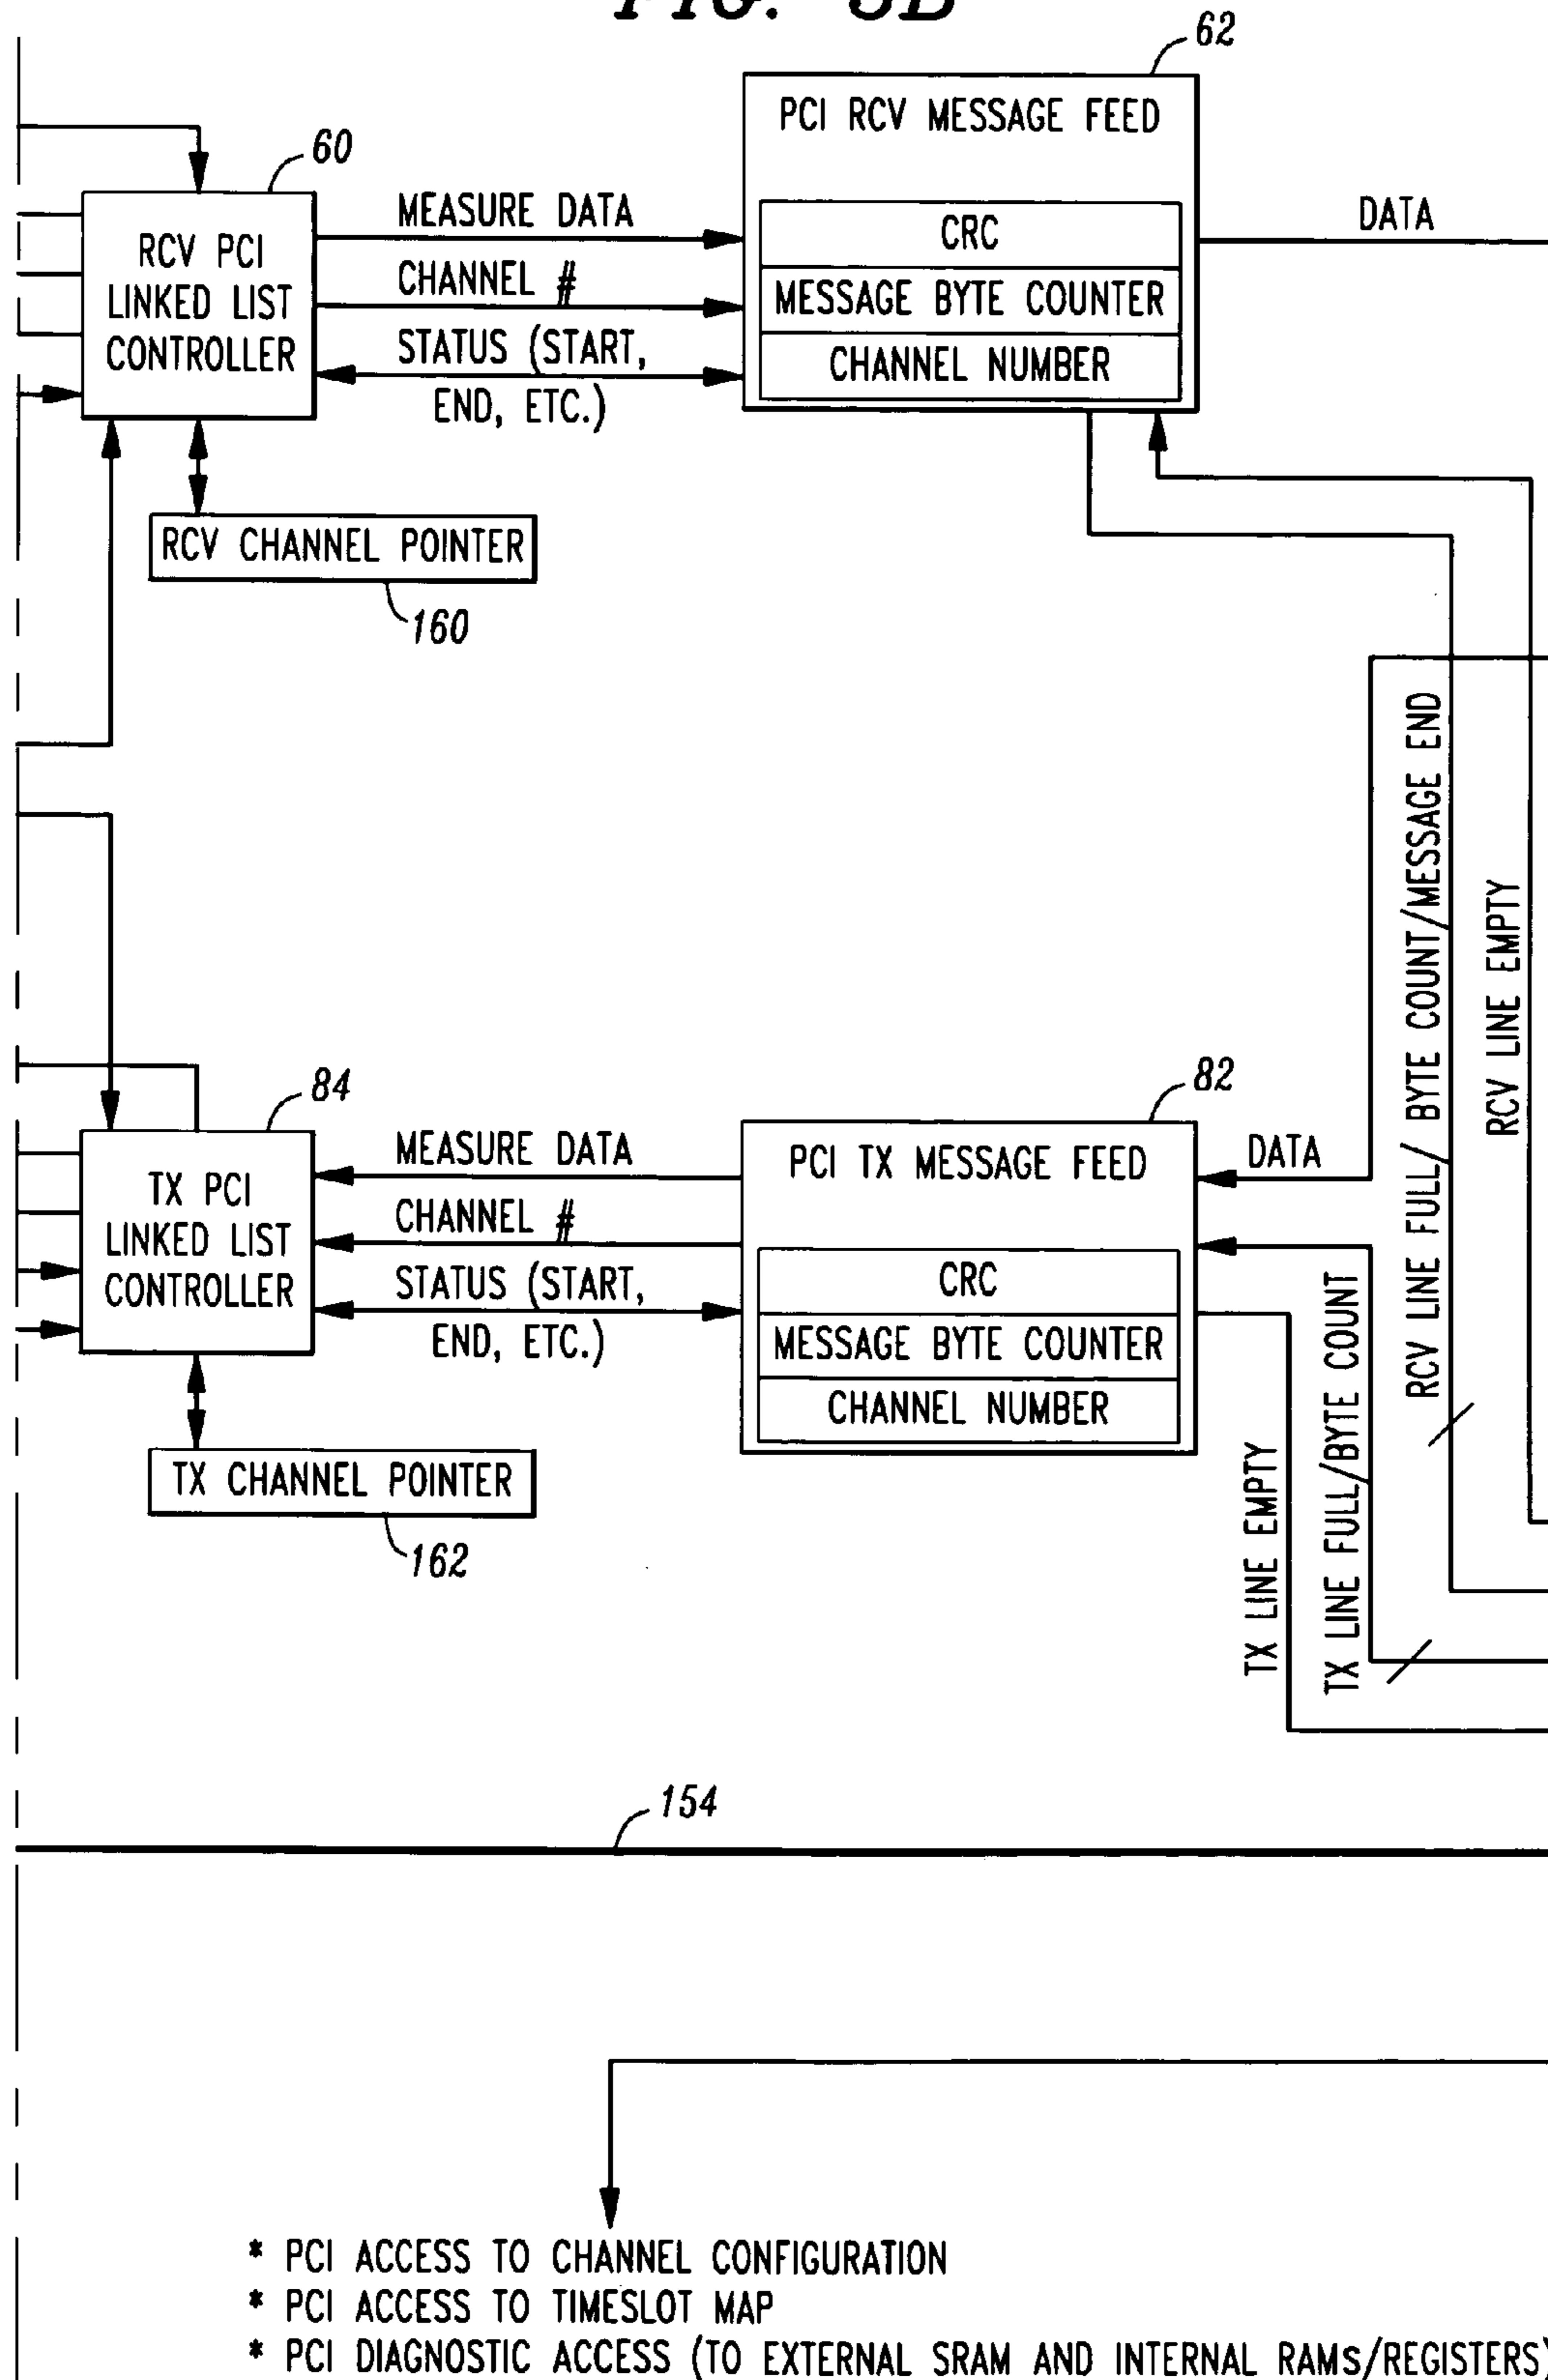 FIG. 8B
62
PCI RCV MESSAGE FEED
60
MEASURE DATA
DATA
CRC
RCV PCI
LINKED LIST
CONTROLLER
CHANNEL #
MESSAGE BYTE COUNTER
STATUS (START,
END, ETC.)
CHANNEL NUMBER
RCV CHANNEL POINTER
160
RCV LINE FULL/ BYTE COUNT/MESSAGE END
RCV LINE EMPTY
84
82
MEASURE DATA
PCI TX MESSAGE FEED
DATA
TX PCI
LINKED LIST
CONTROLLER
CHANNEL #
CRC
STATUS (START,
END, ETC.)
MESSAGE BYTE COUNTER
CHANNEL NUMBER
TX LINE EMPTY
TX LINE FULL/BYTE COUNT
TX CHANNEL POINTER
162
154
* PCI ACCESS TO CHANNEL CONFIGURATION
* PCI ACCESS TO TIMESLOT MAP
* PCI DIAGNOSTIC ACCESS (TO EXTERNAL SRAM AND INTERNAL RAMs/REGISTERS)